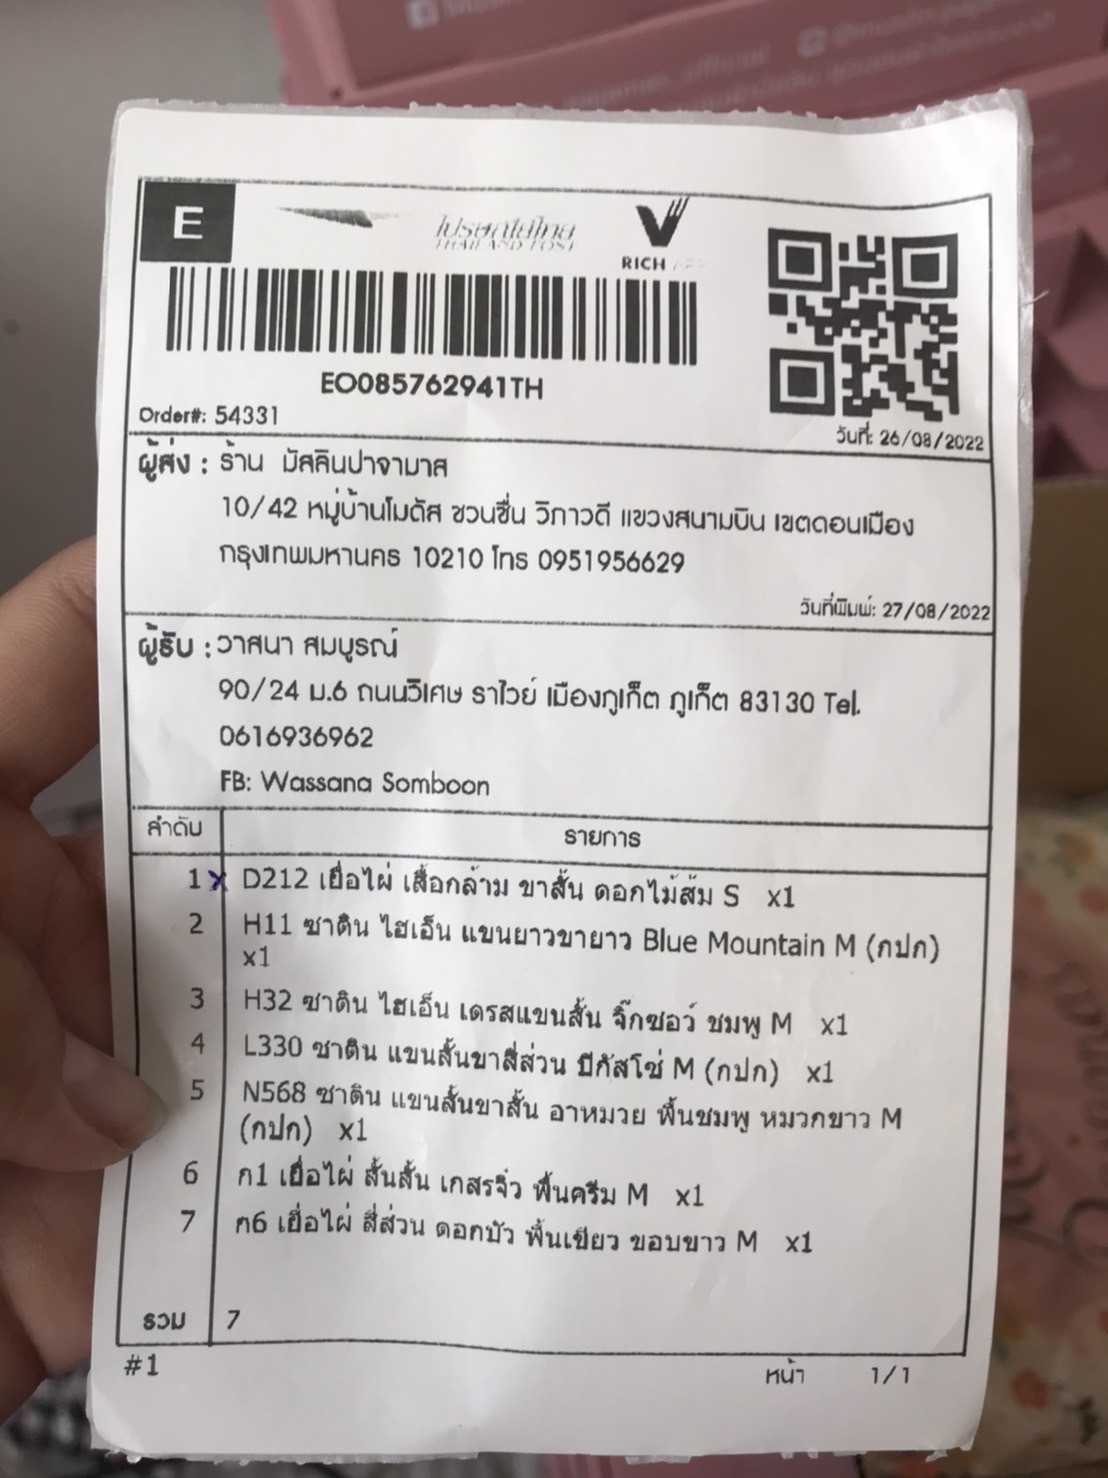 E
ไปรษณีย์ไทย
THAILAND POST
RICH
EO085762941TH
Order#: 54331
วันที่: 26/08/2022
ผู้ส่ง : ร้าน มัสลินปาจามาส
10/42 หมู่บ้านโมดัส ชวนชื่น วิภาวดี แขวงสนามบิน เขตดอนเมือง
กรุงเทพมหานคร 10210 โทร 0951956629
วันที่พิมพ์: 27/08/2022
ผู้รับ : วาสนา สมบูรณ์
90/24 ม.6 ถนนวิเศษ ราไวย์ เมืองภูเก็ต ภูเก็ต 83130 Tel.
0616936962
FB: Wassana Somboon
ลำดับ รายการ
1 x D212 เยื่อไผ่ เสื้อกล้าม ขาสั้น ดอกไม้ส้ม S x1
2 H11 ซาติน ไฮเอ็น แขนยาวขายาว Blue Mountain M (กปก)
x1
3 H32 ซาติน ไฮเอ็น เดรสแขนสั้น จิ๊กซอว์ ชมพู M x1
4 L330 ซาติน แขนสั้นขาสี่ส่วน ปีกัสโซ่ M (กปก) x1
5 N568 ซาติน แขนสั้นขาสั้น อาหมวย พื้นชมพู หมวกขาว M
(กปก) x1
6 ก1 เยื่อไผ่ สั้นสั้น เกสรจิ๋ว พื้นครีม M x1
7 ก6 เยื่อไผ่ สี่ส่วน ดอกบัว พื้นเขียว ขอบขาว M x1
รวม 7
#1 หน้า 1/1